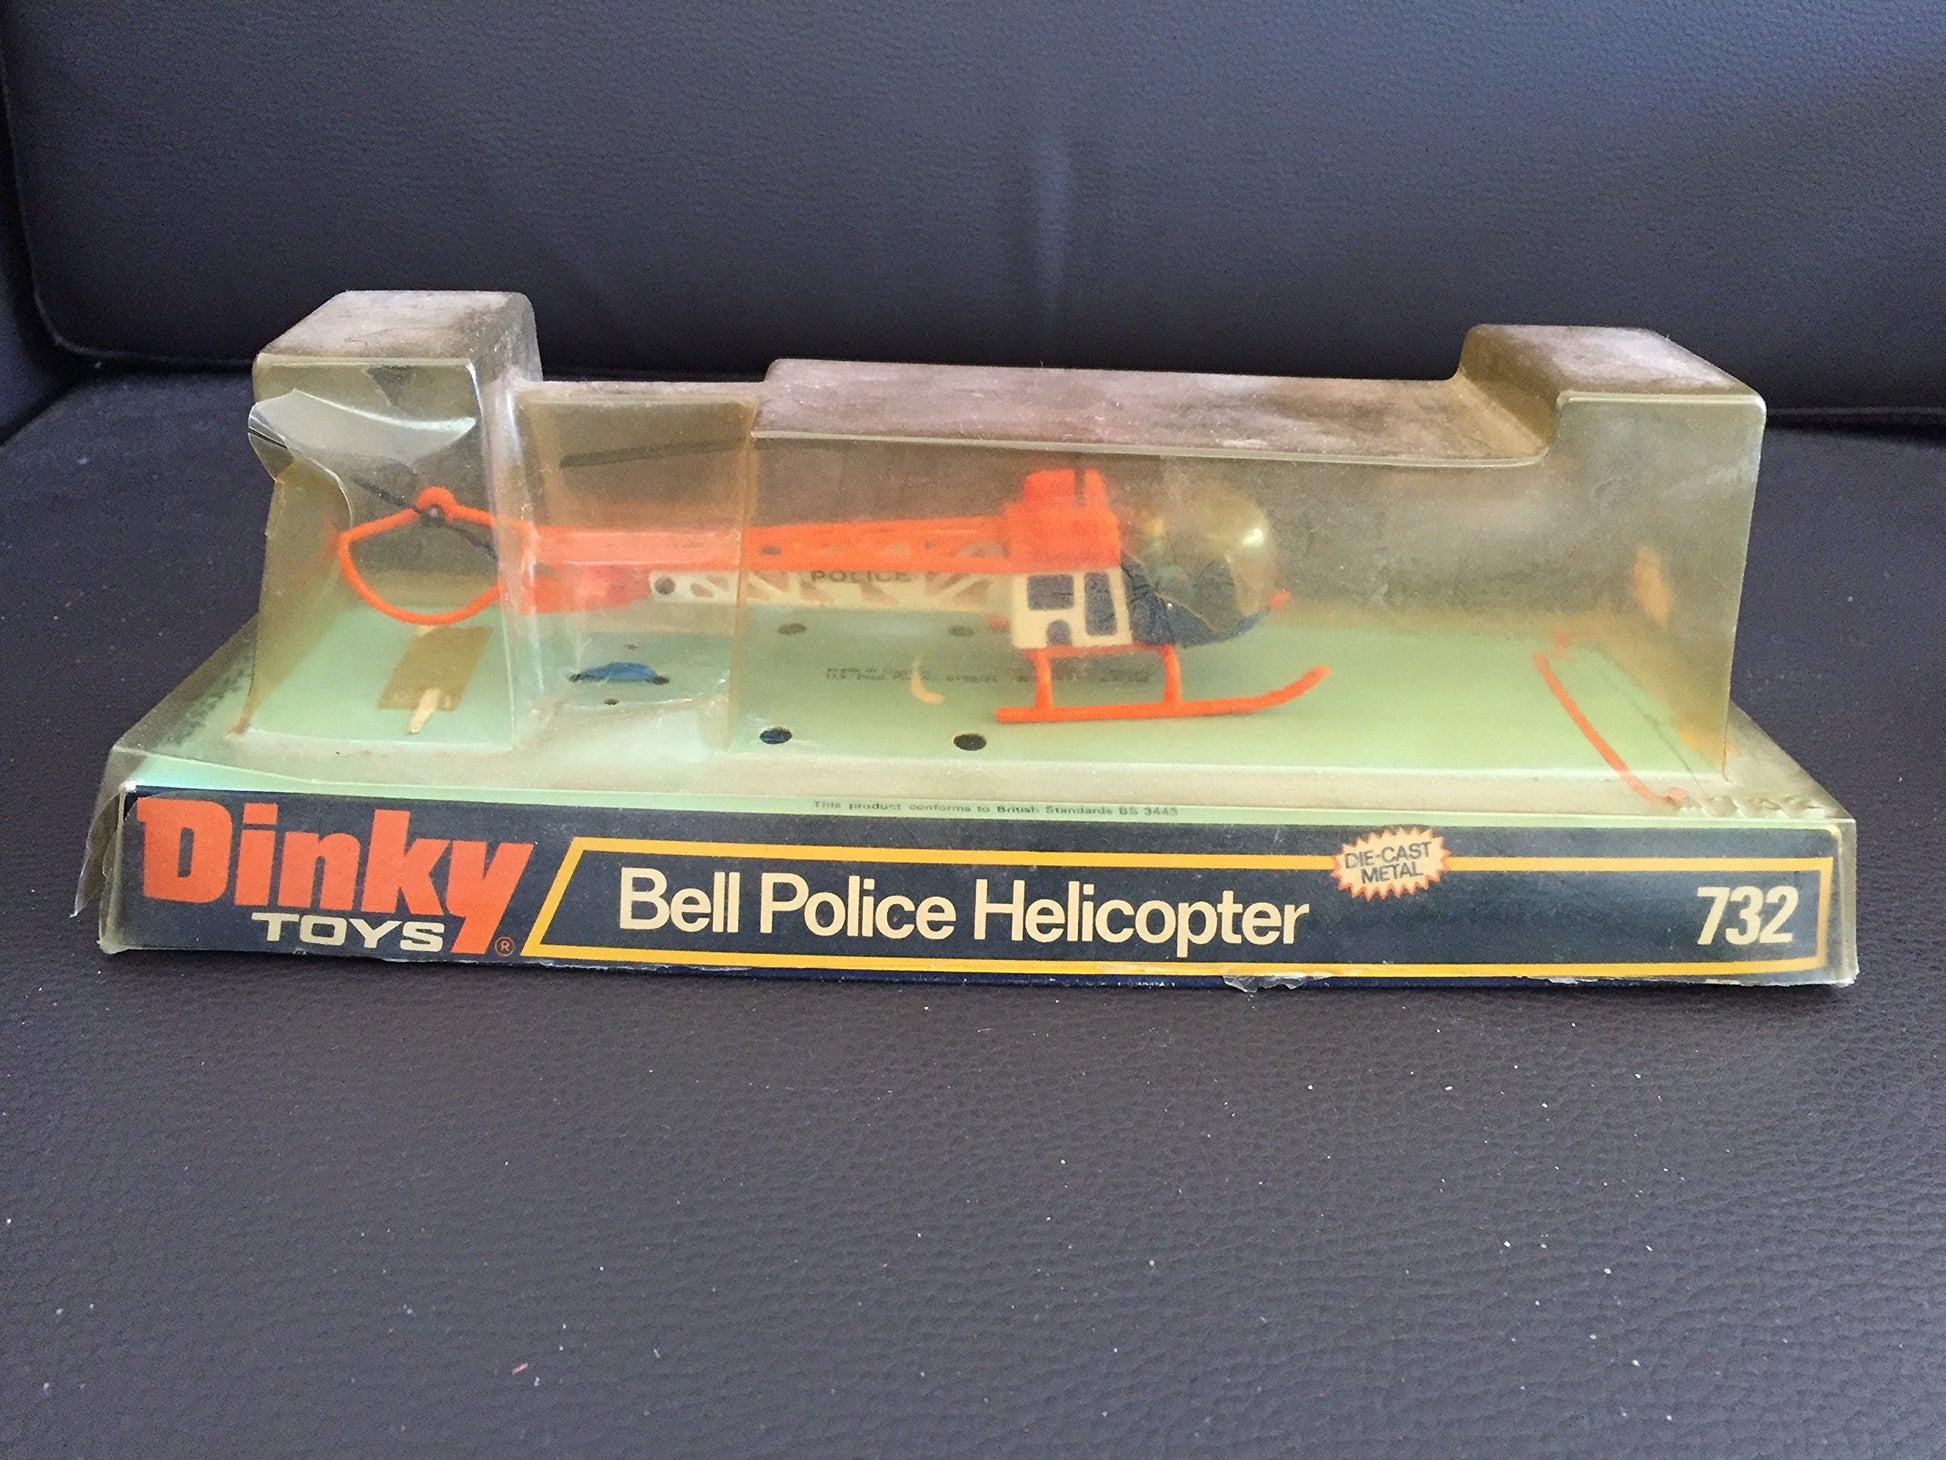 POLICE
This product conforms to British Standards BS 3443
Dinky
TOYS®
Bell Police Helicopter
DIE-CAST
METAL
732